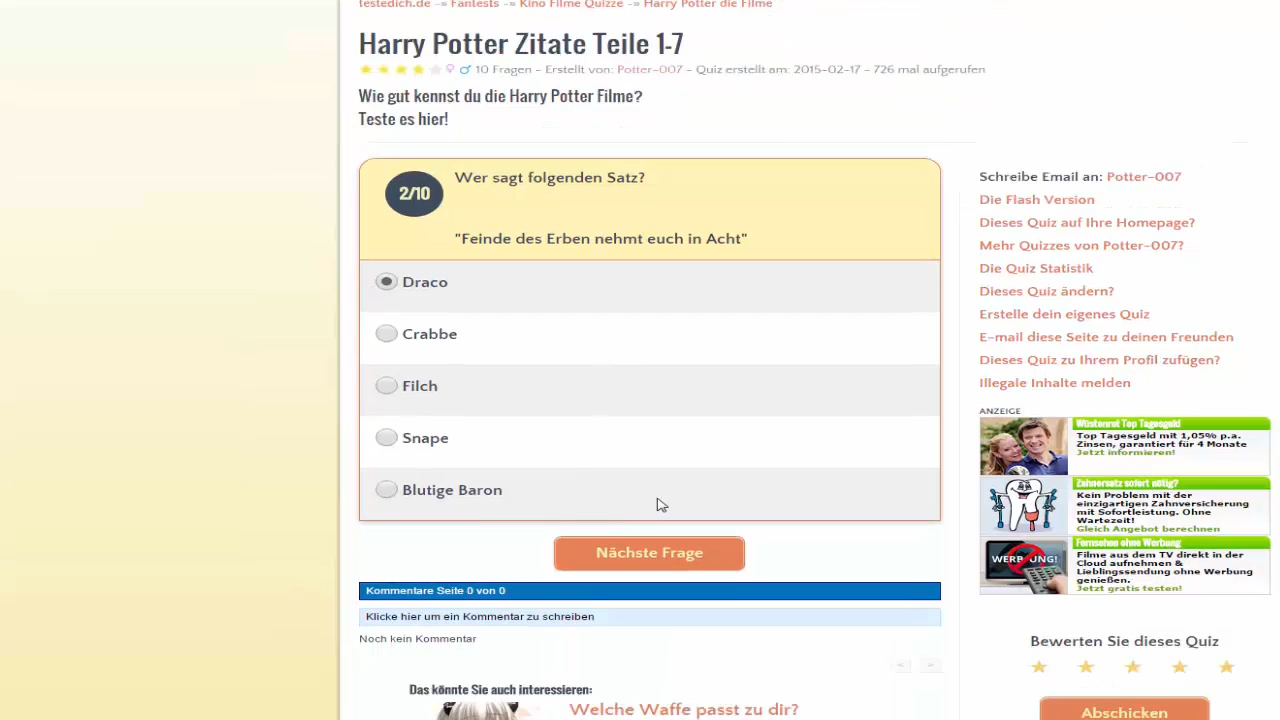 testedich.de -» Fantests -» Kino Filme Quizze -» Harry Potter die Filme
Harry Potter Zitate Teile 1-7
10 Fragen - Erstellt von: Potter-007 - Quiz erstellt am: 2015-02-17 - 726 mal aufgerufen
Wie gut kennst du die Harry Potter Filme?
Teste es hier!
2/10
Wer sagt folgenden Satz?
"Feinde des Erben nehmt euch in Acht"
Draco
Crabbe
Filch
Snape
Blutige Baron
Nächste Frage
Kommentare Seite 0 von 0
Klicke hier um ein Kommentar zu schreiben
Noch kein Kommentar
< >
Das könnte Sie auch interessieren:
Welche Waffe passt zu dir?
Schreibe Email an: Potter-007
Die Flash Version
Dieses Quiz auf Ihre Homepage?
Mehr Quizzes von Potter-007?
Die Quiz Statistik
Dieses Quiz ändern?
Erstelle dein eigenes Quiz
E-mail diese Seite zu deinen Freunden
Dieses Quiz zu Ihrem Profil zufügen?
Illegale Inhalte melden
ANZEIGE
Wüstenrot Top Tagesgeld
Top Tagesgeld mit 1,05% p.a.
Zinsen, garantiert für 4 Monate
Jetzt informieren!
Zahnersatz sofort nötig?
Kein Problem mit der
einzigartigen Zahnversicherung
mit Sofortleistung. Ohne
Wartezeit!
Gleich Angebot berechnen
WERBUNG!
Fernsehen ohne Werbung
Filme aus dem TV direkt in der
Cloud aufnehmen &
Lieblingssendung ohne Werbung
genießen.
Jetzt gratis testen!
Bewerten Sie dieses Quiz
Abschicken